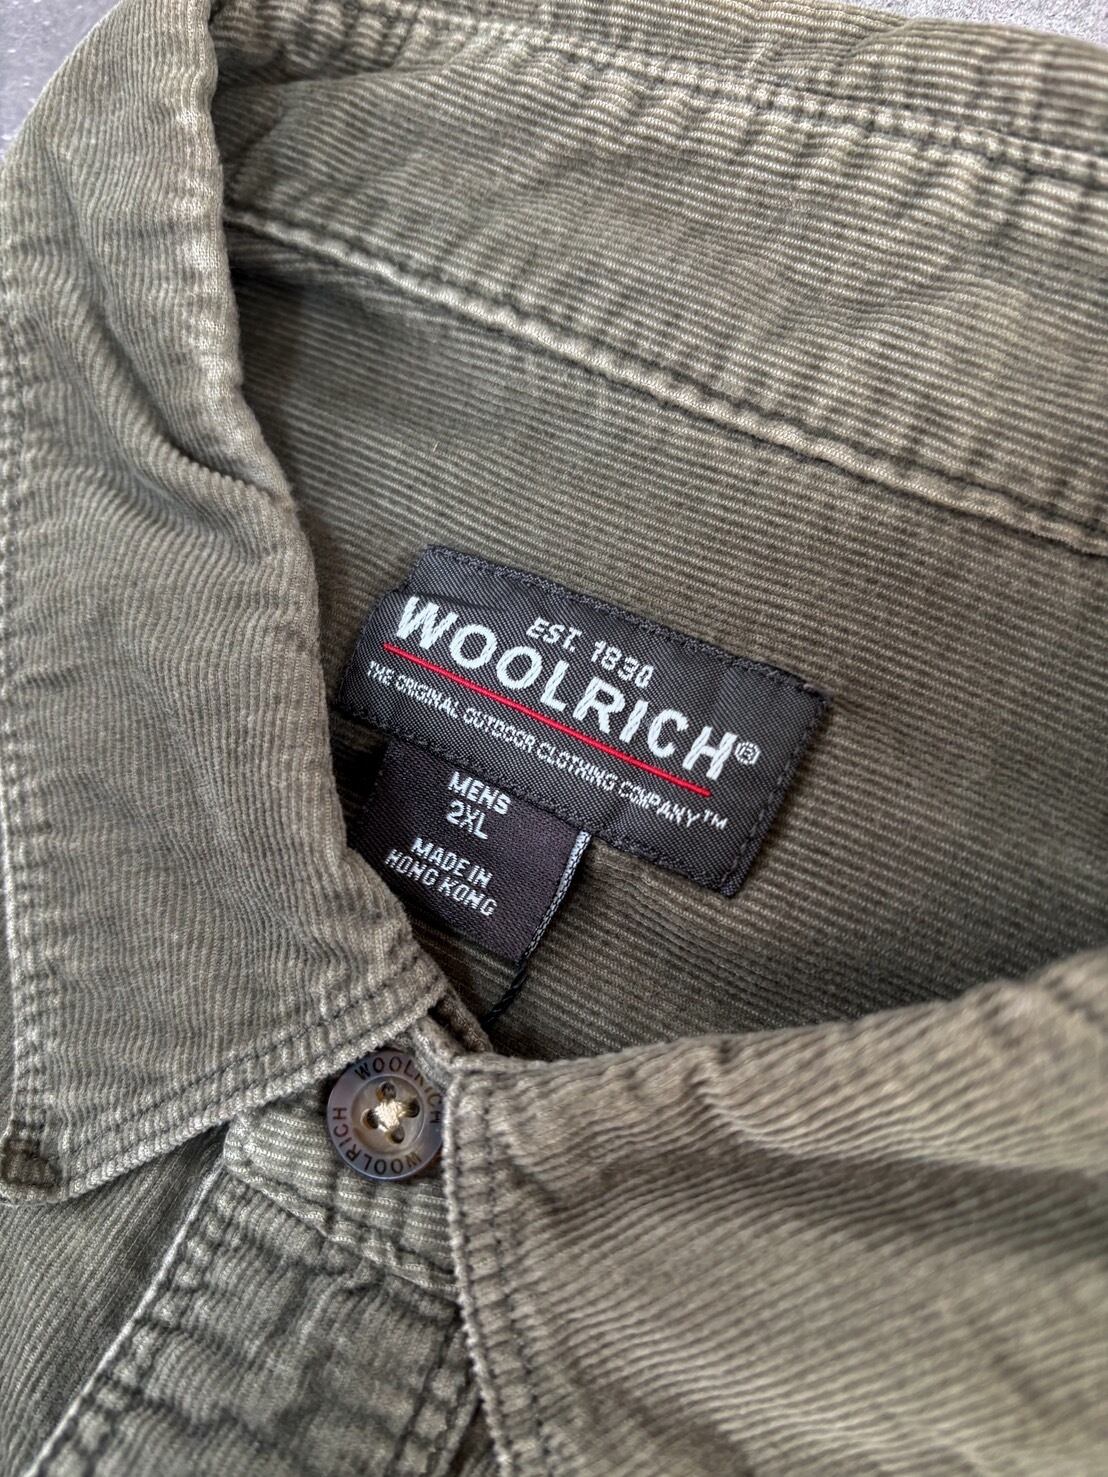 EST. 1830
WOOLRICH®
THE ORIGINAL OUTDOOR CLOTHING COMPANY™
MENS
2XL
MADE IN
HONG KONG
WOOLRICH
WOOLRICH